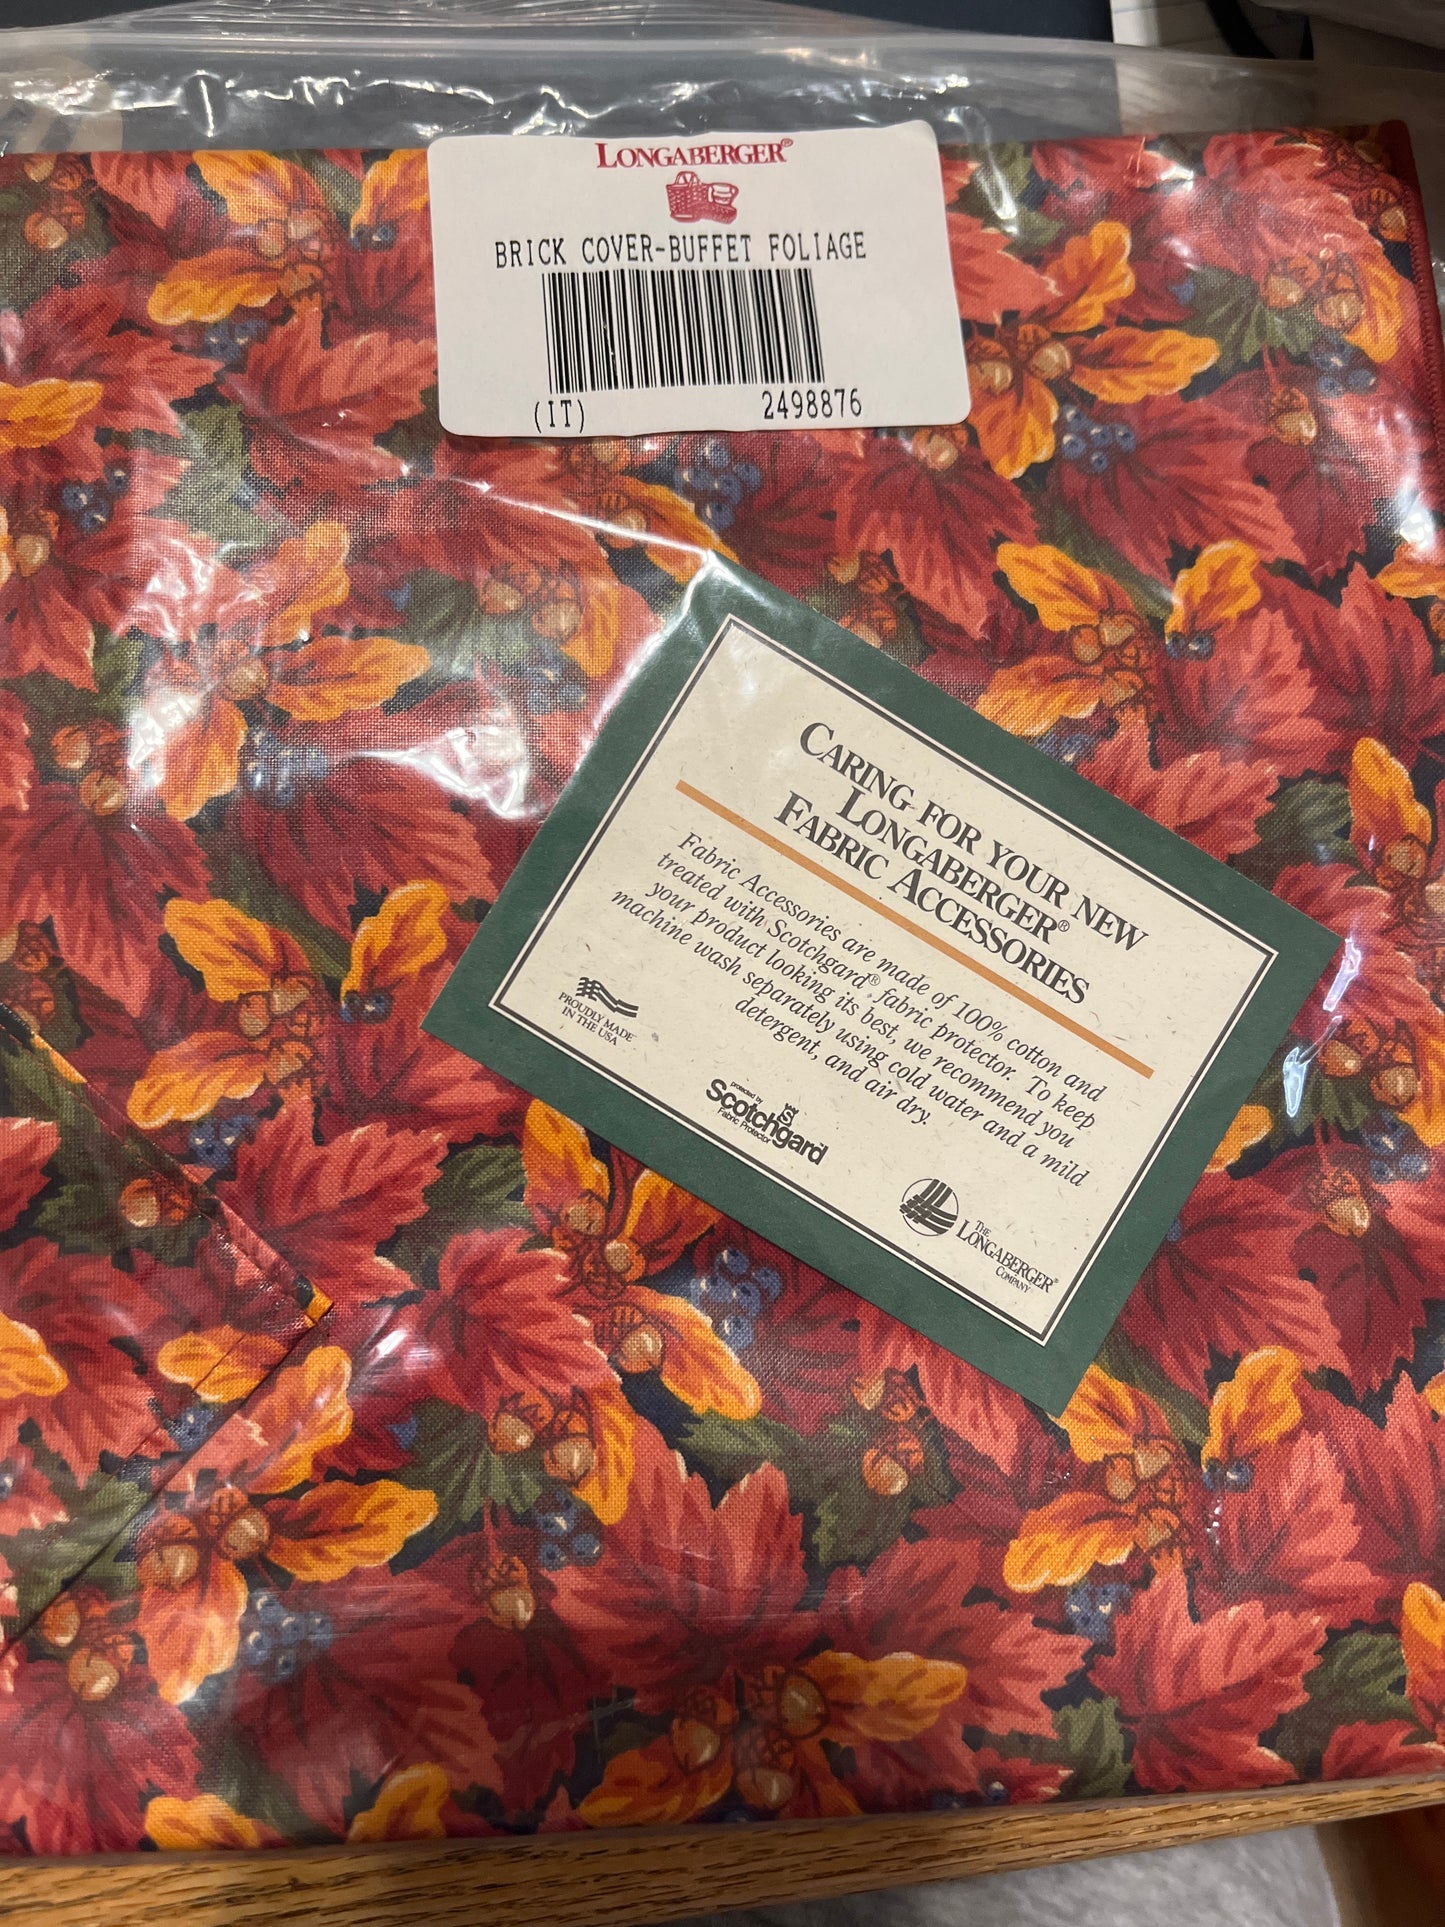 LONGABERGER®
BRICK COVER-BUFFET FOLIAGE
(IT) 2498876
CARING FOR YOUR NEW
LONGABERGER®
FABRIC ACCESSORIES
Fabric Accessories are made of 100% cotton and
treated with Scotchgard® fabric protector. To keep
your product looking its best, we recommend you
machine wash separately using cold water and a mild
detergent, and air dry.
PROUDLY MADE
IN THE USA
protected by
Scotchgard™
Fabric Protector
THE
LONGABERGER®
COMPANY